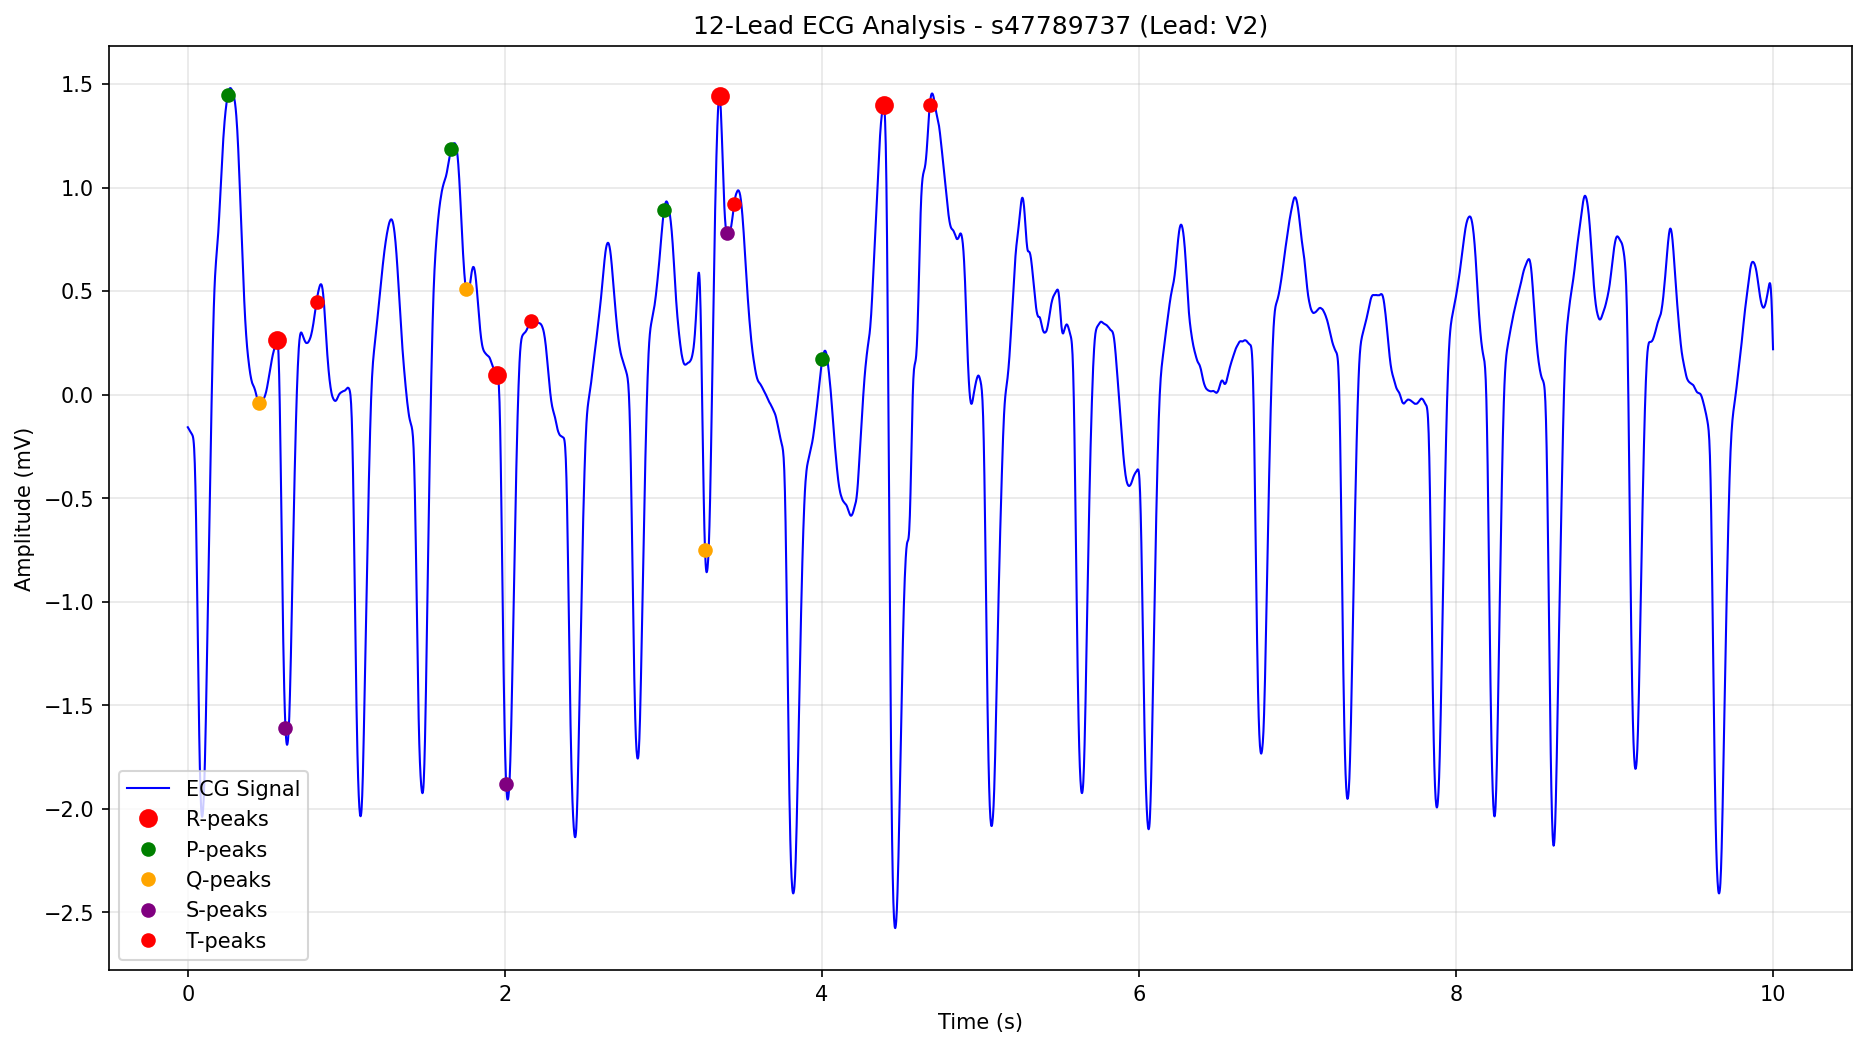 12-Lead ECG Analysis - s47789737 (Lead: V2)
1.5
1.0
0.5
0.0
−0.5
−1.0
−1.5
−2.0
−2.5
Amplitude (mV)
ECG Signal
R-peaks
P-peaks
Q-peaks
S-peaks
T-peaks
0 2 4 6 8 10
Time (s)